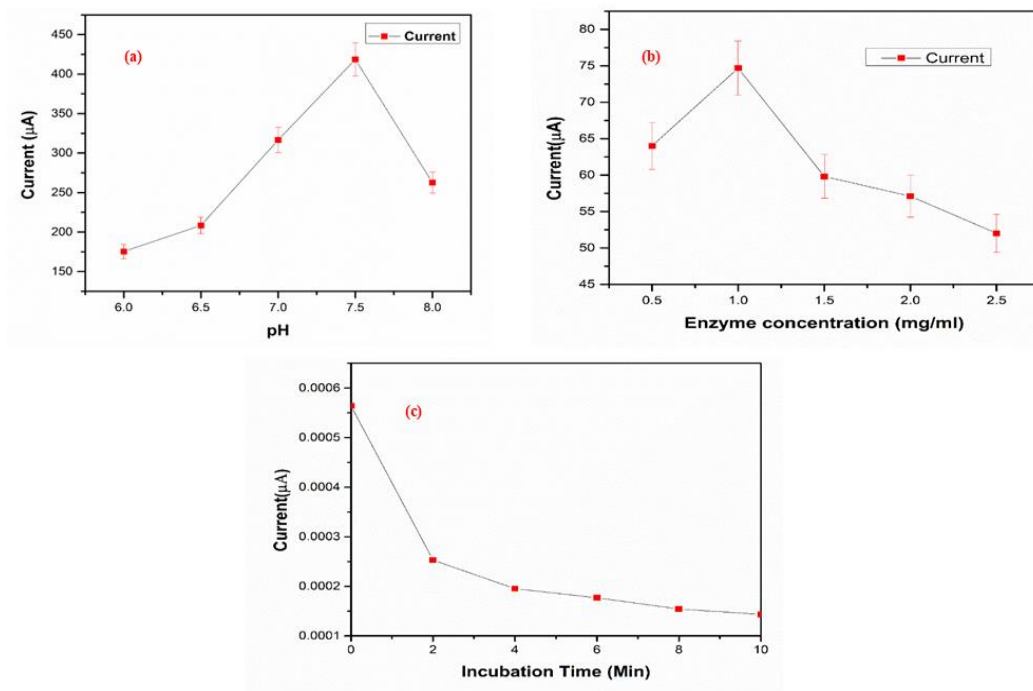 (a)
Current
450
400
350
300
250
200
150
Current (μA)
6.0 6.5 7.0 7.5 8.0
pH
(b)
Current
80
75
70
65
60
55
50
45
Current(μA)
0.5 1.0 1.5 2.0 2.5
Enzyme concentration (mg/ml)
(c)
0.0006
0.0005
0.0004
0.0003
0.0002
0.0001
Current(μA)
0 2 4 6 8 10
Incubation Time (Min)